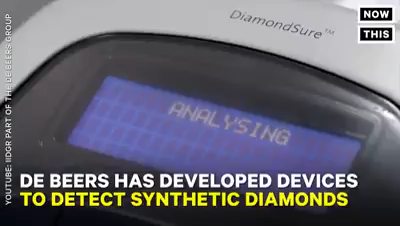 DiamondSure™
NOW
THIS
ANALYSING
YOUTUBE: IIDGR PART OF THE DE BEERS GROUP
DE BEERS HAS DEVELOPED DEVICES
TO DETECT SYNTHETIC DIAMONDS